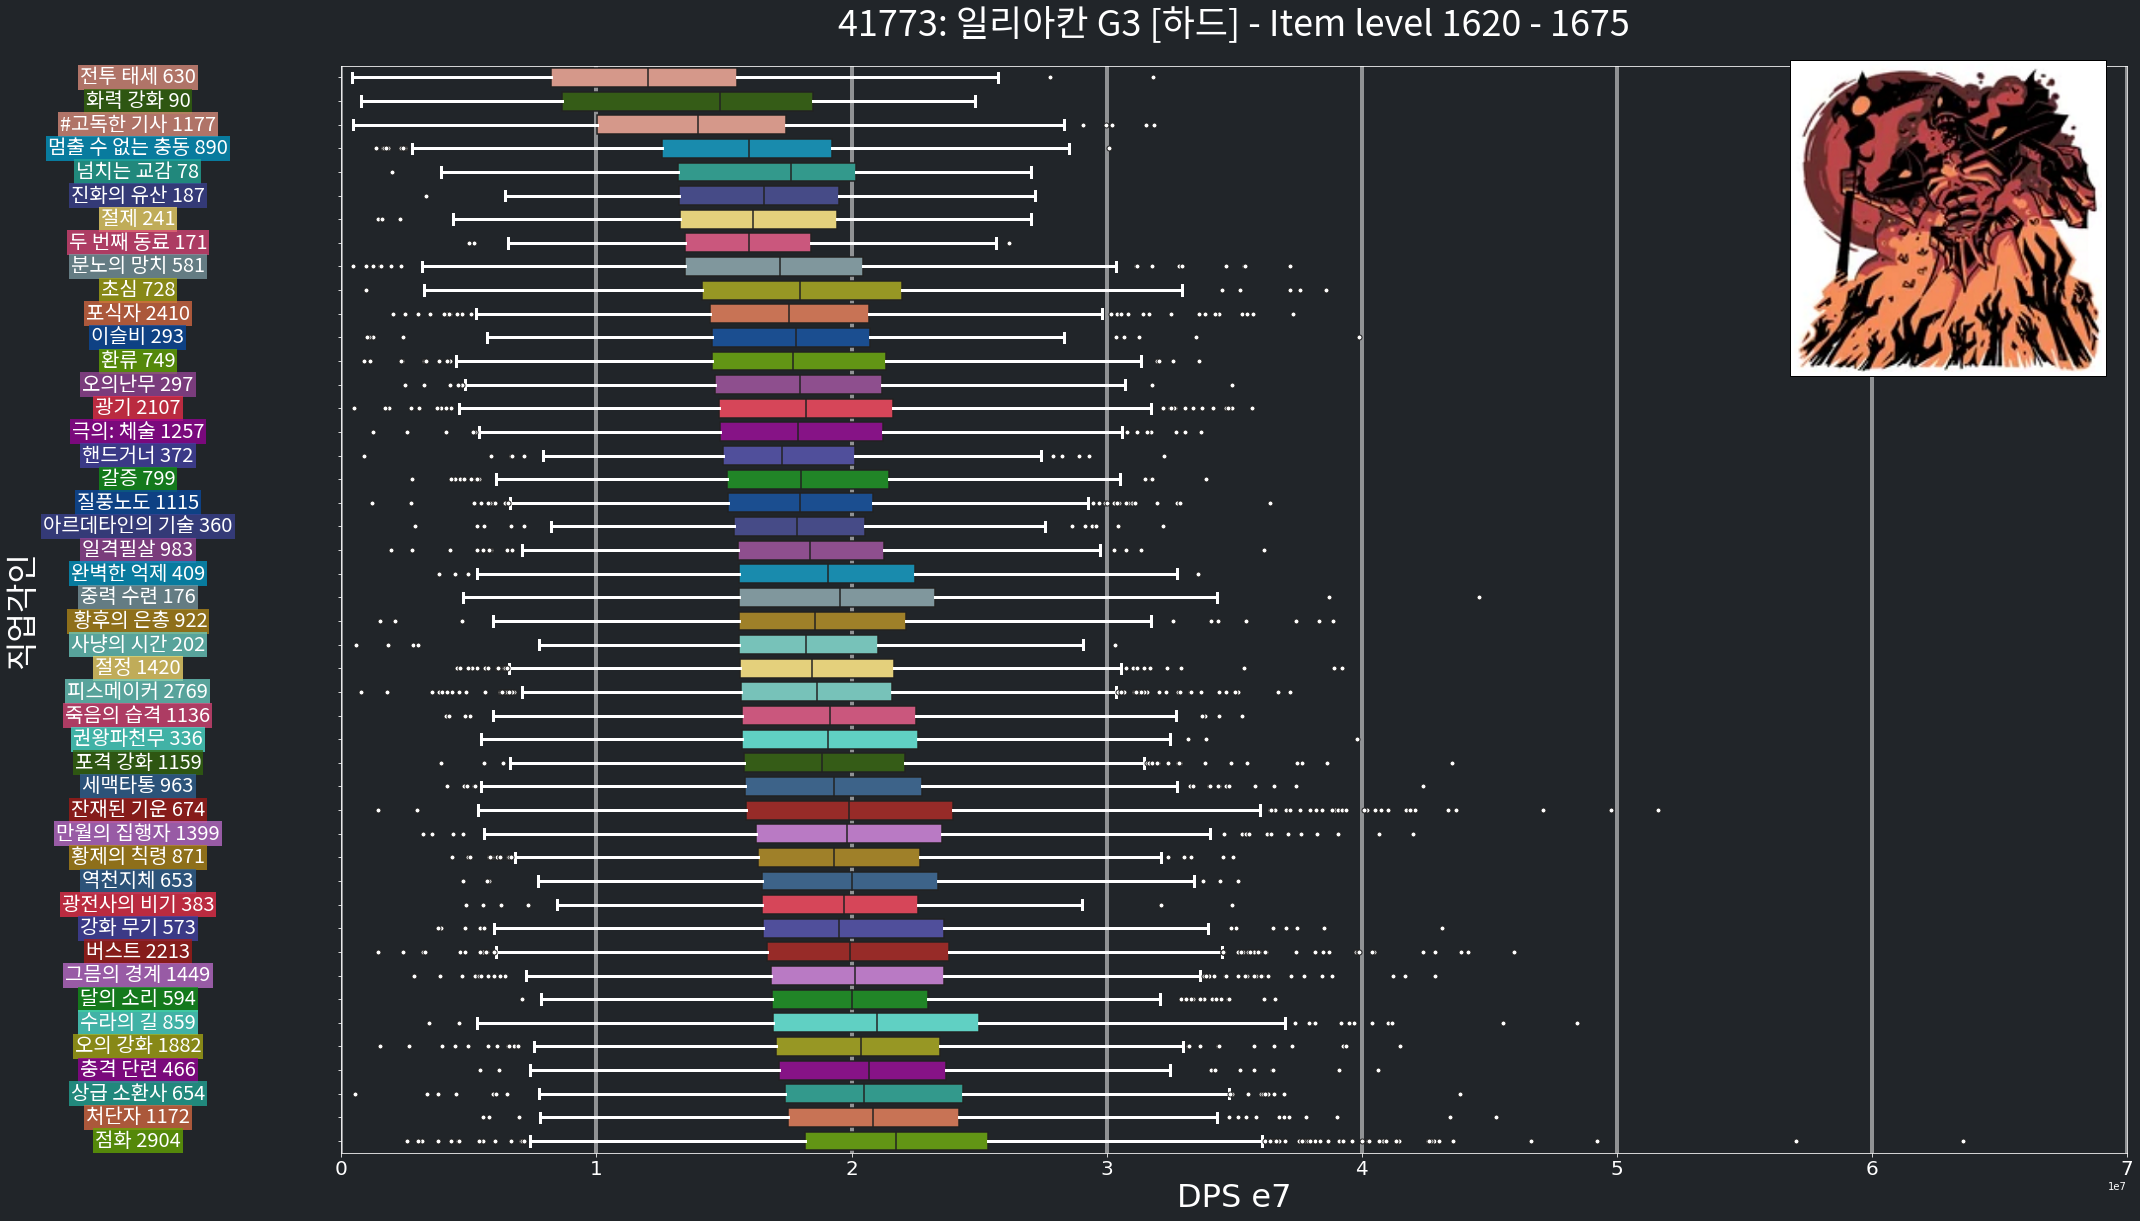 41773: 일리아칸 G3 [하드] - Item level 1620 - 1675
전투 태세 630
화력 강화 90
#고독한 기사 1177
멈출 수 없는 충동 890
넘치는 교감 78
진화의 유산 187
절제 241
두 번째 동료 171
분노의 망치 581
초심 728
포식자 2410
이슬비 293
환류 749
오의난무 297
광기 2107
극의: 체술 1257
핸드거너 372
갈증 799
질풍노도 1115
아르데타인의 기술 360
일격필살 983
완벽한 억제 409
중력 수련 176
황후의 은총 922
사냥의 시간 202
절정 1420
피스메이커 2769
죽음의 습격 1136
권왕파천무 336
포격 강화 1159
세맥타통 963
잔재된 기운 674
만월의 집행자 1399
황제의 칙령 871
역천지체 653
광전사의 비기 383
강화 무기 573
버스트 2213
그믐의 경계 1449
달의 소리 594
수라의 길 859
오의 강화 1882
충격 단련 466
상급 소환사 654
처단자 1172
점화 2904
직업각인
0 1 2 3 4 5 6 7
1e7
DPS e7